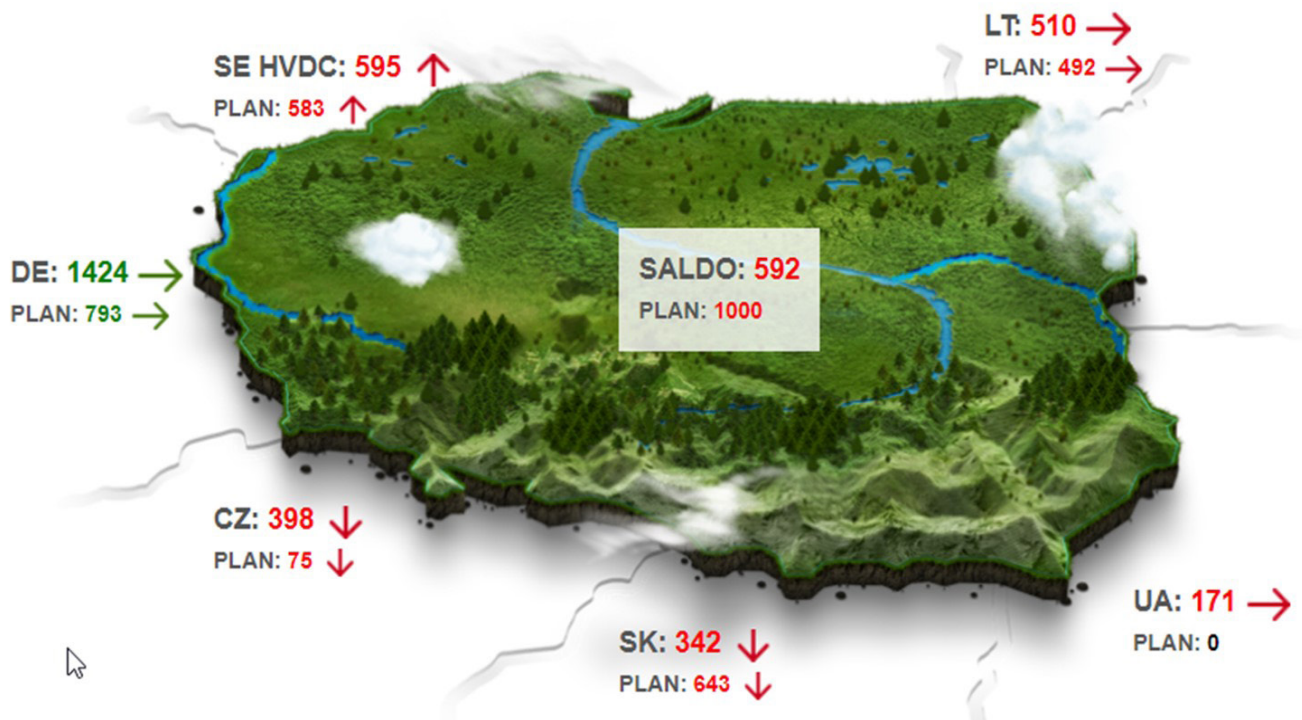 LT: 510
PLAN: 492
SE HVDC: 595
PLAN: 583
DE: 1424
PLAN: 793
SALDO: 592
PLAN: 1000
CZ: 398
PLAN: 75
UA: 171
PLAN: 0
SK: 342
PLAN: 643